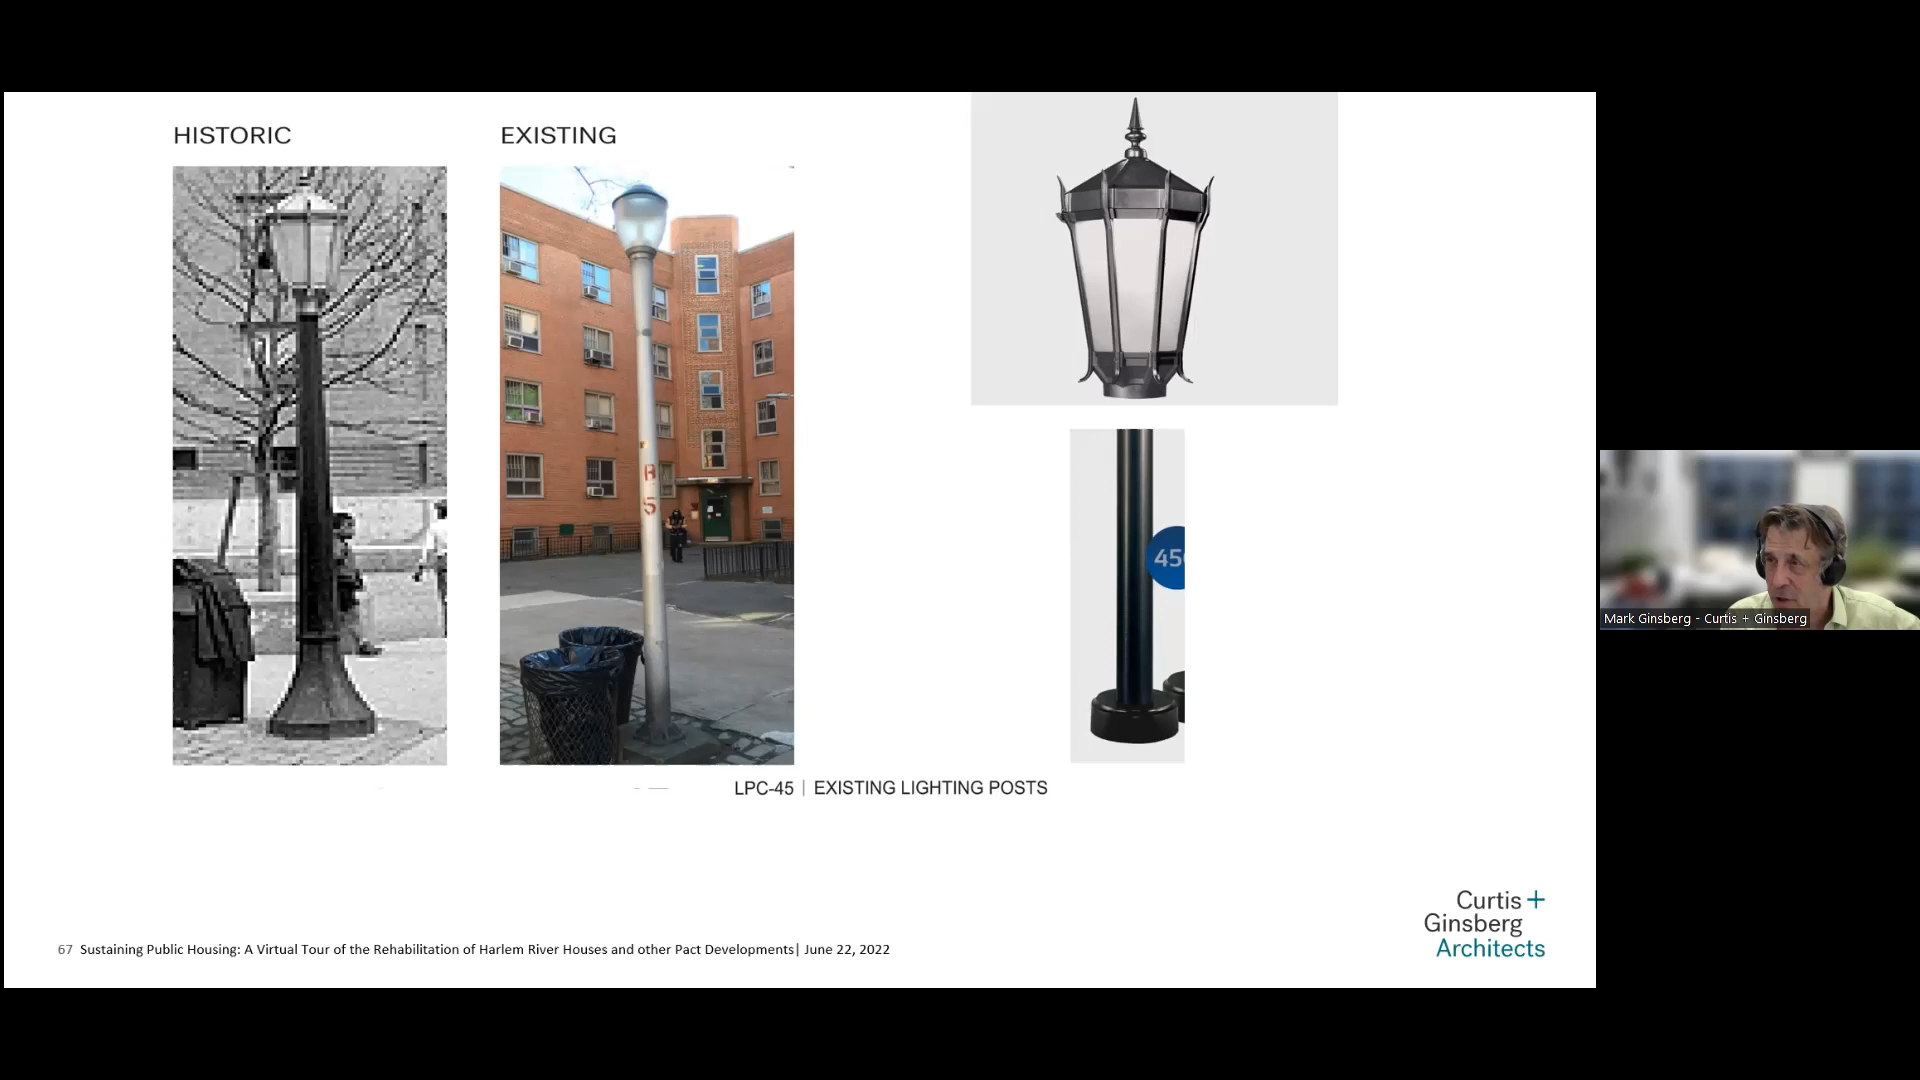 HISTORIC
EXISTING
B
5
45
LPC-45 | EXISTING LIGHTING POSTS
Mark Ginsberg - Curtis + Ginsberg
Curtis +
Ginsberg
Architects
67 Sustaining Public Housing: A Virtual Tour of the Rehabilitation of Harlem River Houses and other Pact Developments| June 22, 2022